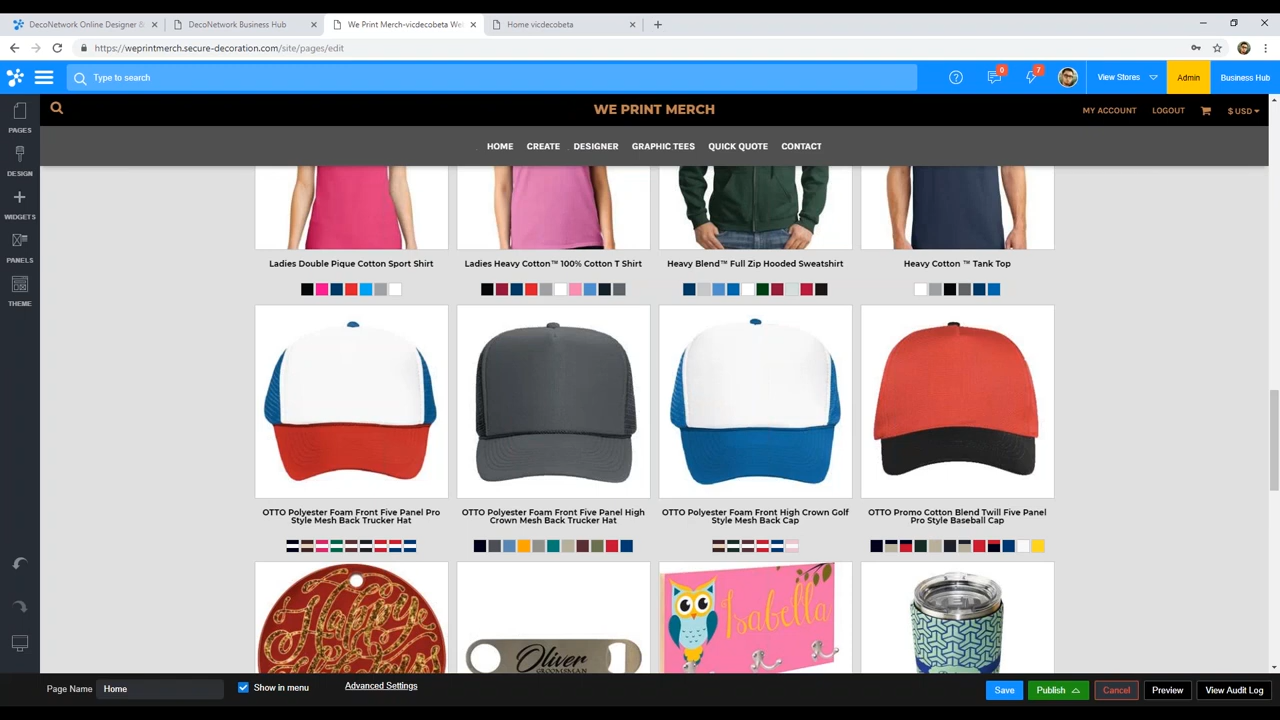 DecoNetwork Online Designer &
DecoNetwork Business Hub
We Print Merch-vicdecobeta We
Home vicdecobeta
https://weprintmerch.secure-decoration.com/site/pages/edit
Type to search
0
7
View Stores
Admin
Business Hub
WE PRINT MERCH
MY ACCOUNT
LOGOUT
$ USD
HOME
CREATE
DESIGNER
GRAPHIC TEES
QUICK QUOTE
CONTACT
PAGES
DESIGN
WIDGETS
PANELS
THEME
Ladies Double Pique Cotton Sport Shirt
Ladies Heavy Cotton™ 100% Cotton T Shirt
Heavy Blend™ Full Zip Hooded Sweatshirt
Heavy Cotton ™ Tank Top
OTTO Polyester Foam Front Five Panel Pro
Style Mesh Back Trucker Hat
OTTO Polyester Foam Front Five Panel High
Crown Mesh Back Trucker Hat
OTTO Polyester Foam Front High Crown Golf
Style Mesh Back Cap
OTTO Promo Cotton Blend Twill Five Panel
Pro Style Baseball Cap
Happy
Oliver
GROOMSMAN
Isabella
Page Name
Home
Show in menu
Advanced Settings
Save
Publish
Cancel
Preview
View Audit Log